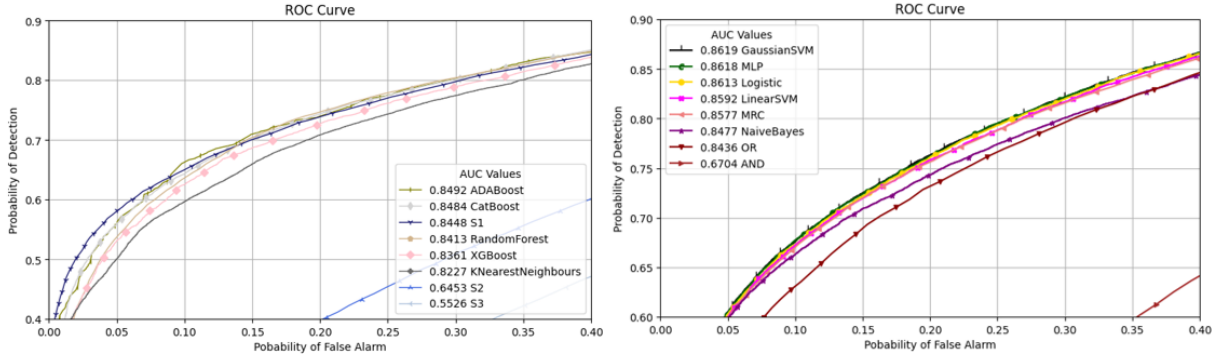 ROC Curve
Probability of Detection
0.9
0.8
0.7
0.6
0.5
0.4
0.00 0.05 0.10 0.15 0.20 0.25 0.30 0.35 0.40
Pobability of False Alarm
AUC Values
0.8492 ADABoost
0.8484 CatBoost
0.8448 S1
0.8413 RandomForest
0.8361 XGBoost
0.8227 KNearestNeighbours
0.6453 S2
0.5526 S3
ROC Curve
Probability of Detection
0.90
0.85
0.80
0.75
0.70
0.65
0.60
0.00 0.05 0.10 0.15 0.20 0.25 0.30 0.35 0.40
Pobability of False Alarm
AUC Values
0.8619 GaussianSVM
0.8618 MLP
0.8613 Logistic
0.8592 LinearSVM
0.8577 MRC
0.8477 NaiveBayes
0.8436 OR
0.6704 AND